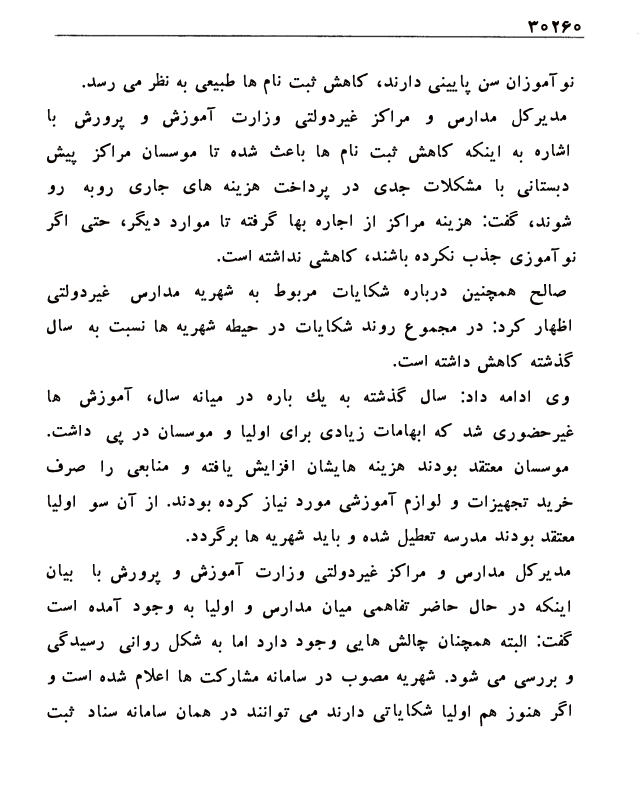 ۳۰۲۶۰
نوآموزان سن پایینی دارند، کاهش ثبت نام ها طبیعی به نظر می رسد.
مدیرکل مدارس و مراکز غیردولتی وزارت آموزش و پرورش با
اشاره به اینکه کاهش ثبت نام ها باعث شده تا موسسان مراکز پیش
دبستانی با مشکلات جدی در پرداخت هزینه های جاری روبه رو
شوند، گفت: هزینه مراکز از اجاره بها گرفته تا موارد دیگر، حتی اگر
نوآموزی جذب نکرده باشند، کاهشی نداشته است.
صالح همچنین درباره شکایات مربوط به شهریه مدارس غیردولتی
اظهار کرد: در مجموع روند شکایات در حیطه شهریه ها نسبت به سال
گذشته کاهش داشته است.
وی ادامه داد: سال گذشته به یك باره در میانه سال، آموزش ها
غیرحضوری شد که ابهامات زیادی برای اولیا و موسسان در پی داشت.
موسسان معتقد بودند هزینه هایشان افزایش یافته و منابعی را صرف
خرید تجهیزات و لوازم آموزشی مورد نیاز کرده بودند. از آن سو اولیا
معتقد بودند مدرسه تعطیل شده و باید شهریه ها برگردد.
مدیرکل مدارس و مراکز غیردولتی وزارت آموزش و پرورش با بیان
اینکه در حال حاضر تفاهمی میان مدارس و اولیا به وجود آمده است
گفت: البته همچنان چالش هایی وجود دارد اما به شکل روانی رسیدگی
و بررسی می شود. شهریه مصوب در سامانه مشارکت ها اعلام شده است و
اگر هنوز هم اولیا شکایاتی دارند می توانند در همان سامانه سناد ثبت